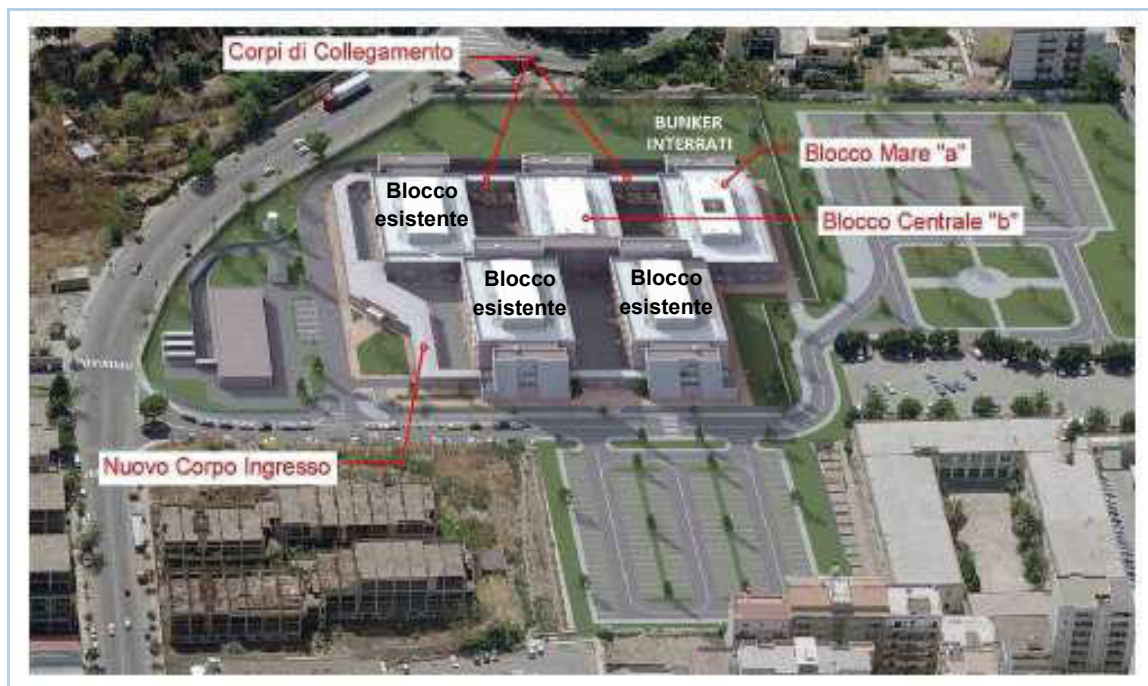 Corpi di Collegamento
BUNKER
INTERRATI
Blocco Mare "a"
Blocco
esistente
Blocco Centrale "b"
Blocco
esistente
Blocco
esistente
Nuovo Corpo Ingresso